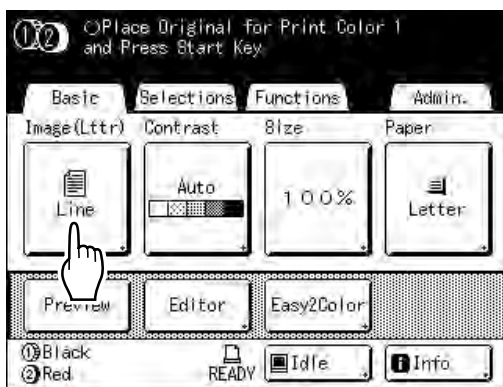 ①② ○Place Original for Print Color 1
and Press Start Key
Basic Selections Functions Admin.
Image(Lttr) Contrast Size Paper
Line Auto 100% Letter
Preview Editor Easy2Color
①Black
②Red READY Idle Info